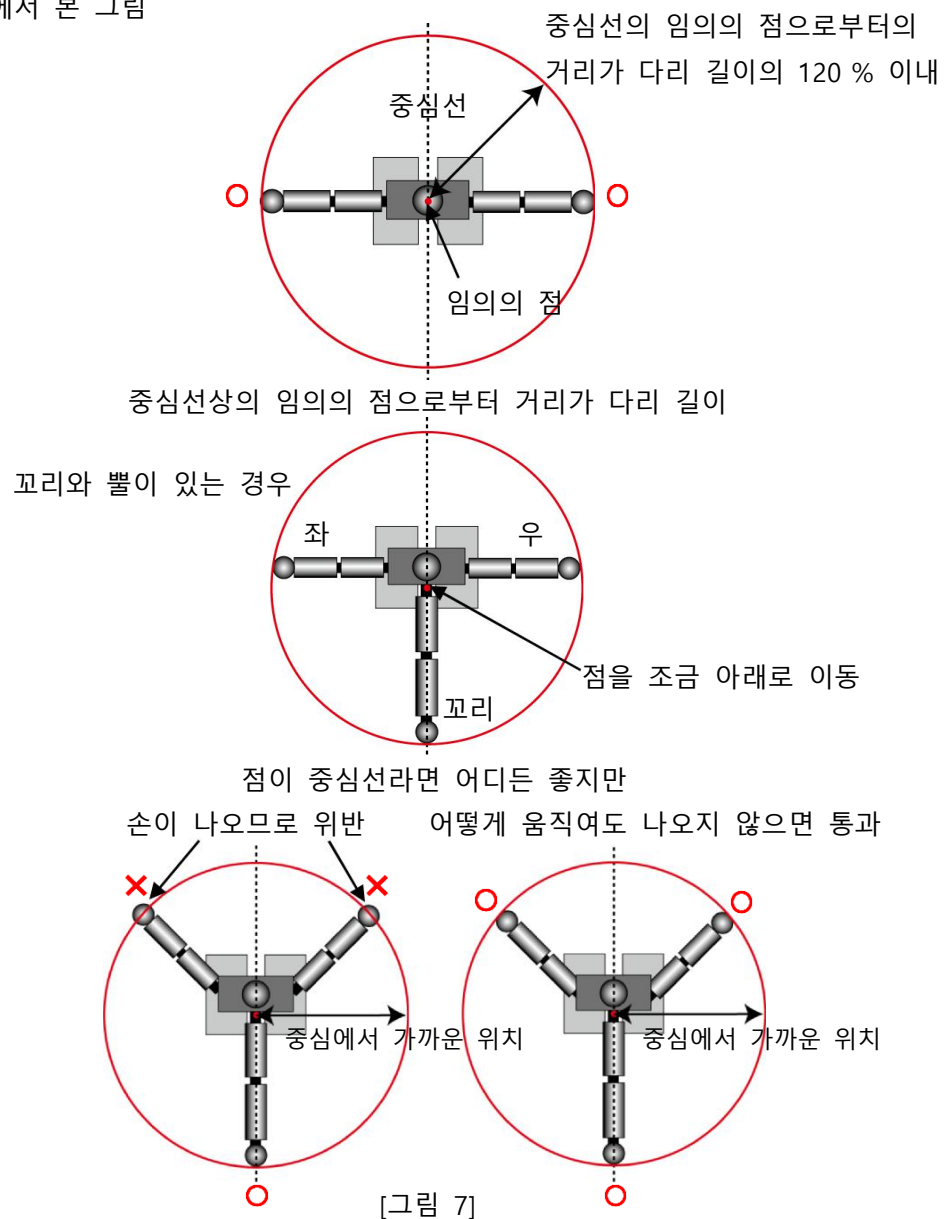 에서 본 그림
중심선의 임의의 점으로부터의
거리가 다리 길이의 120 % 이내
중심선
임의의 점
중심선상의 임의의 점으로부터 거리가 다리 길이
꼬리와 뿔이 있는 경우
좌 우
점을 조금 아래로 이동
꼬리
점이 중심선라면 어디든 좋지만
손이 나오므로 위반 어떻게 움직여도 나오지 않으면 통과
중심에서 가까운 위치 중심에서 가까운 위치
[그림 7]